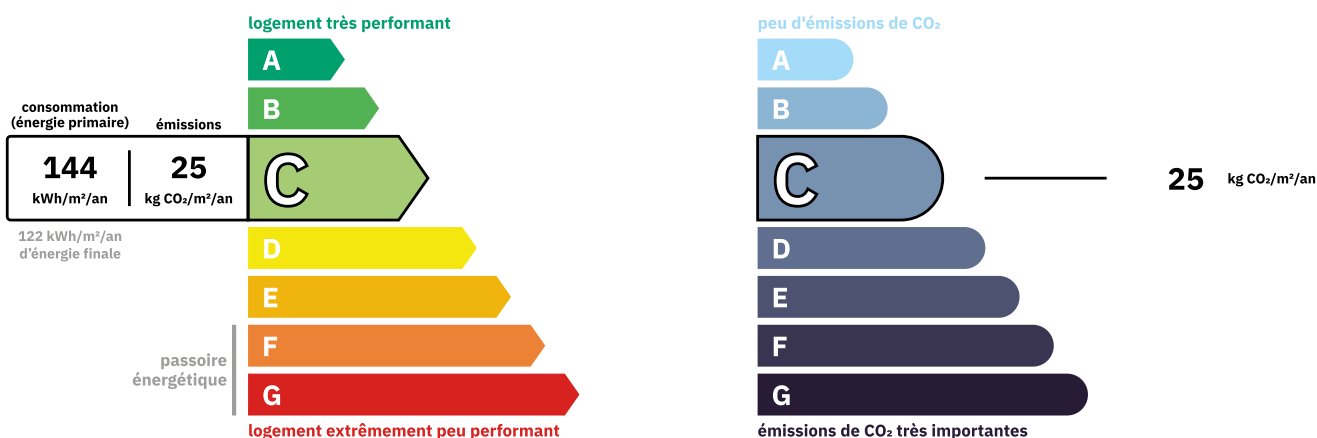 logement très performant
A
B
consommation
(énergie primaire)
émissions
144
kWh/m²/an
25
kg CO₂/m²/an
C
122 kWh/m²/an
d'énergie finale
D
E
passoire
énergétique
F
G
logement extrêmement peu performant
peu d'émissions de CO₂
A
B
C
25 kg CO₂/m²/an
D
E
F
G
émissions de CO₂ très importantes